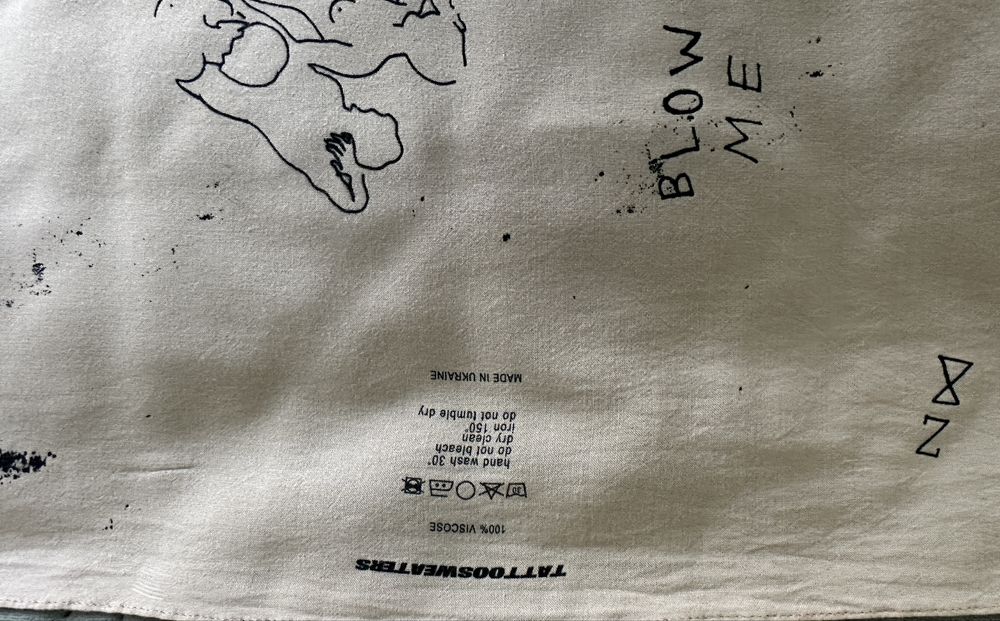 BLOW
ME
TATTOOSWEATERS
100% VISCOSE
30
hand wash 30°
do not bleach
dry clean
iron 150°
do not tumble dry
MADE IN UKRAINE